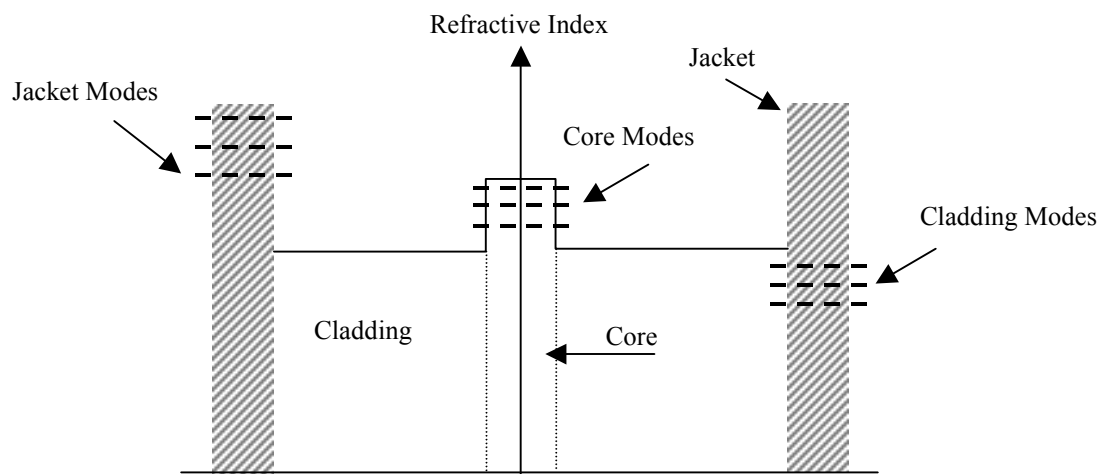 Refractive Index
Jacket
Jacket Modes
Core Modes
Cladding Modes
Cladding
Core